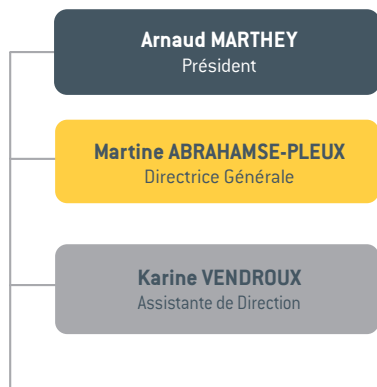 Arnaud MARTHEY
Président
Martine ABRAHAMSE-PLEUX
Directrice Générale
Karine VENDROUX
Assistante de Direction